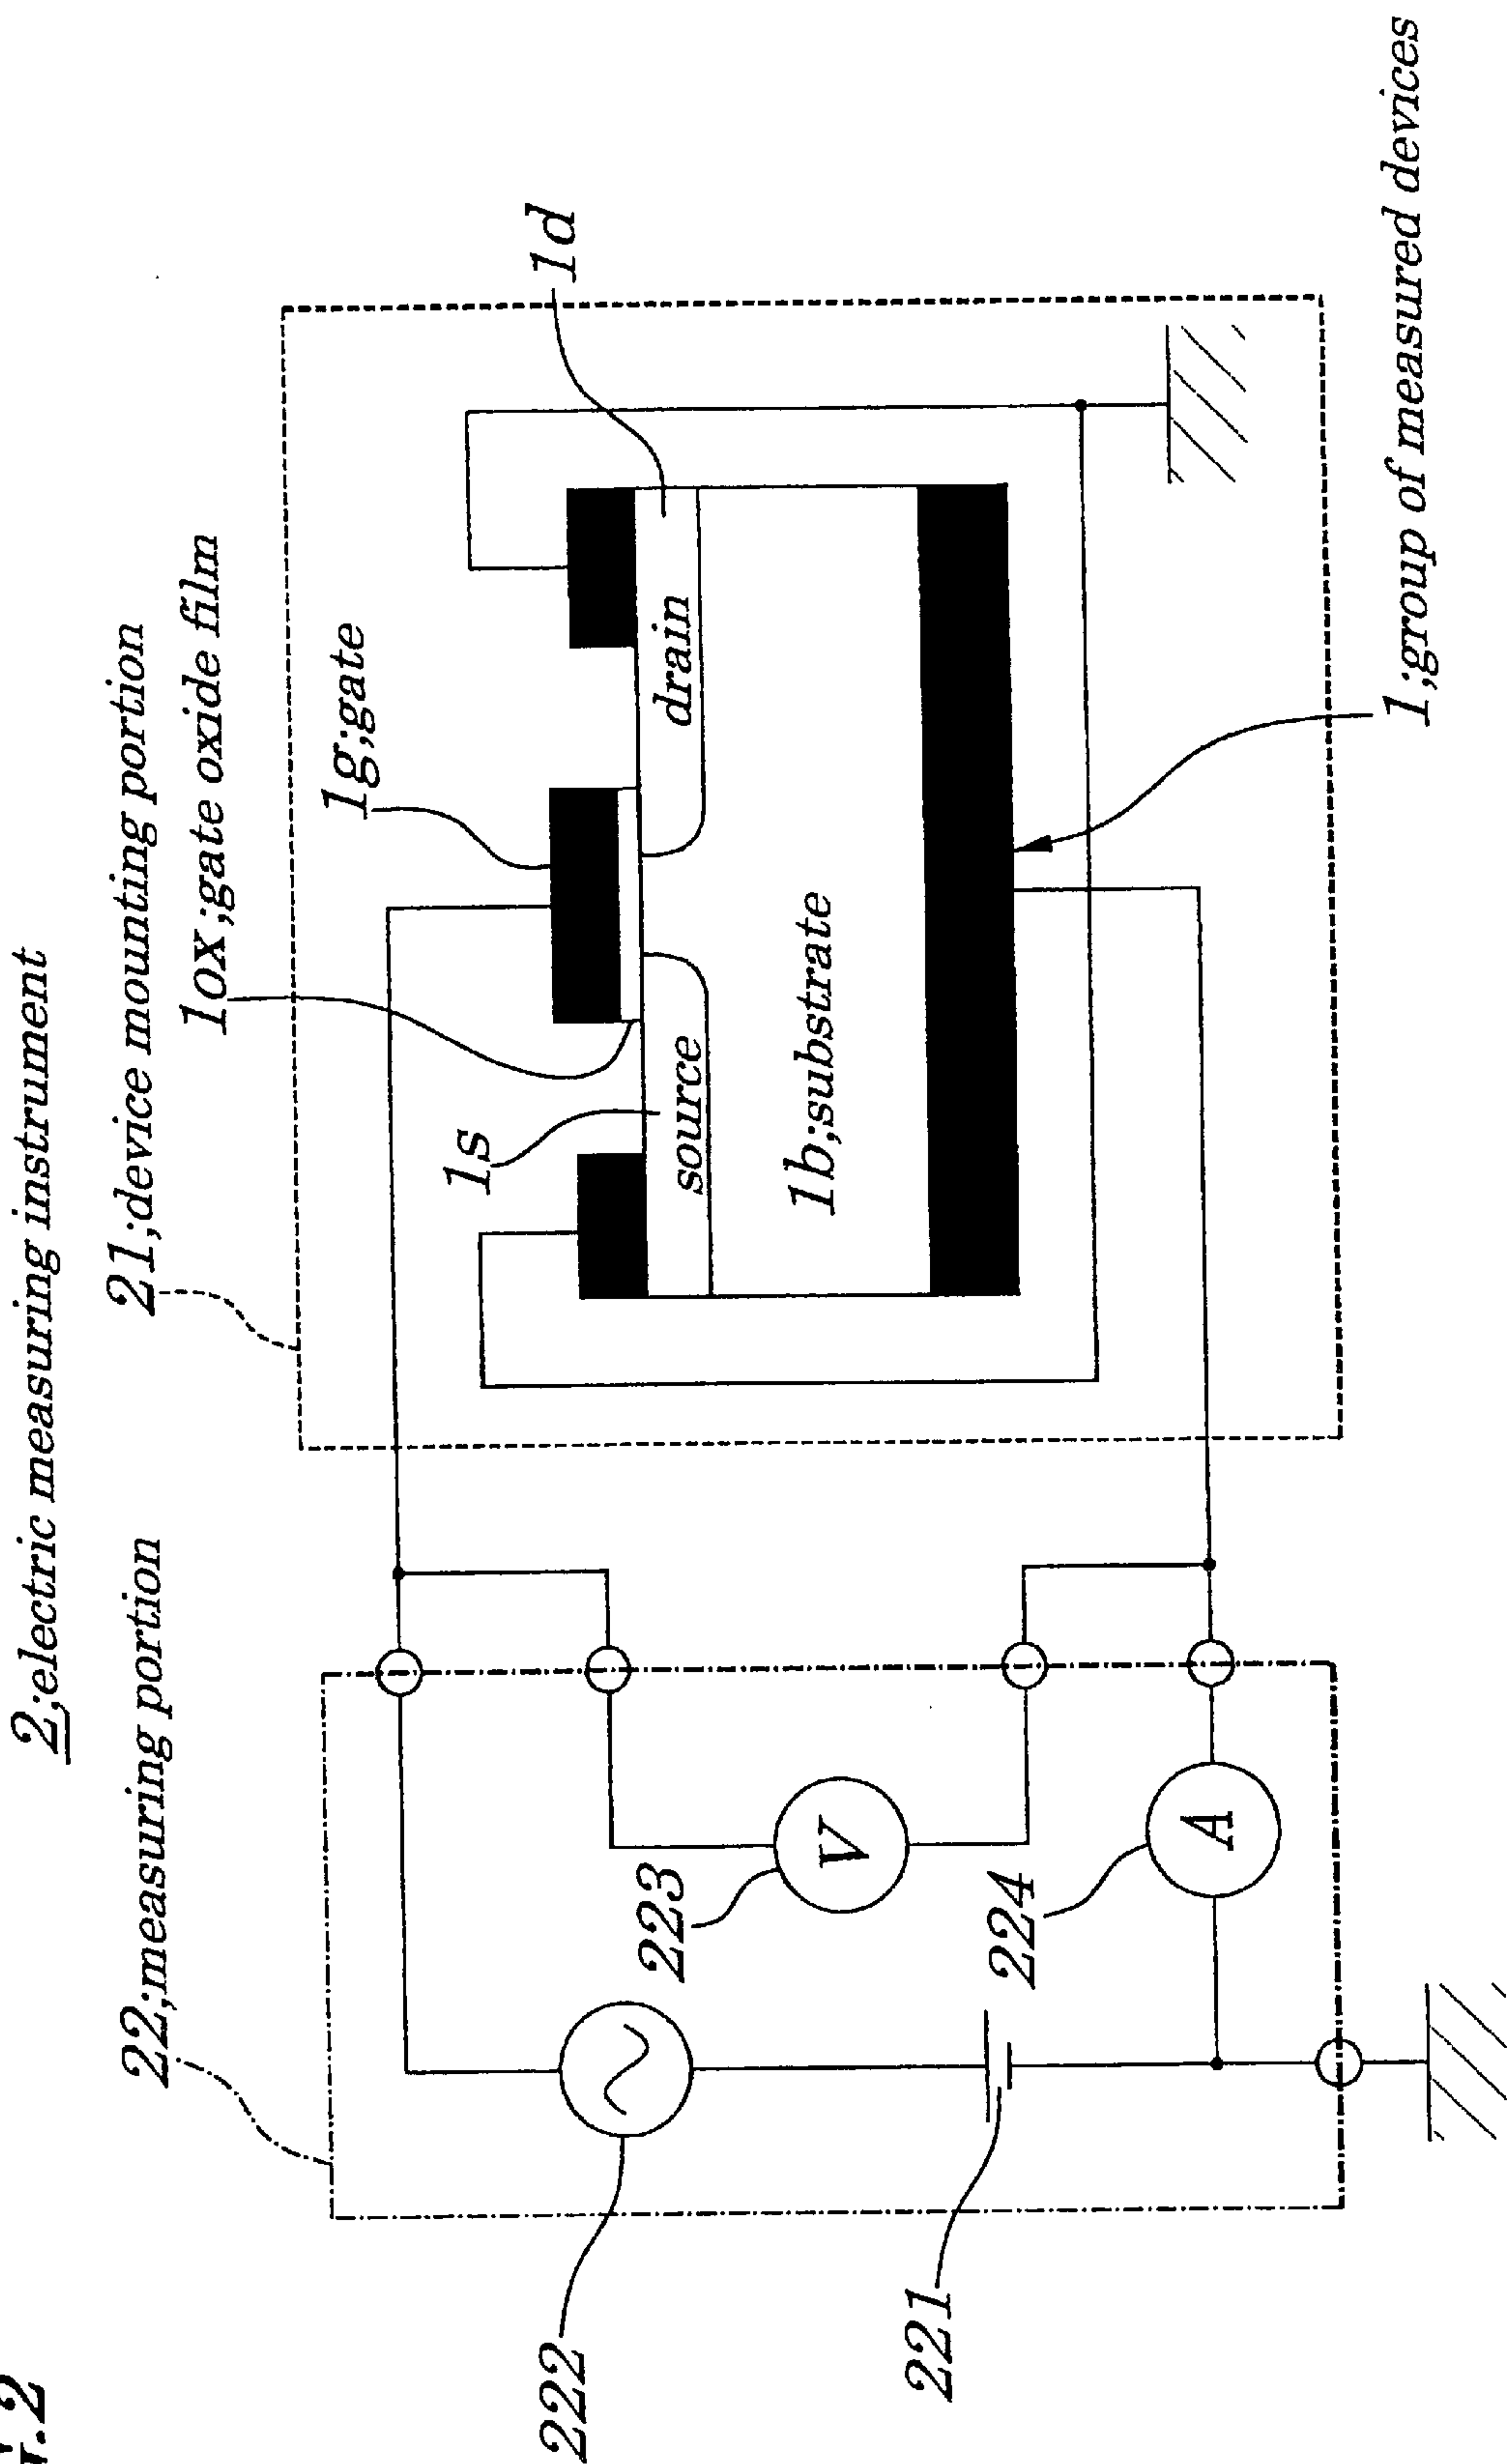 2;electric measuring instrument
22;measuring portion
21;device mounting portion
1ox;gate oxide film
1g;gate
1s
1d
source
drain
1b;substrate
222
223
V
221
224
A
1;group of measured devices